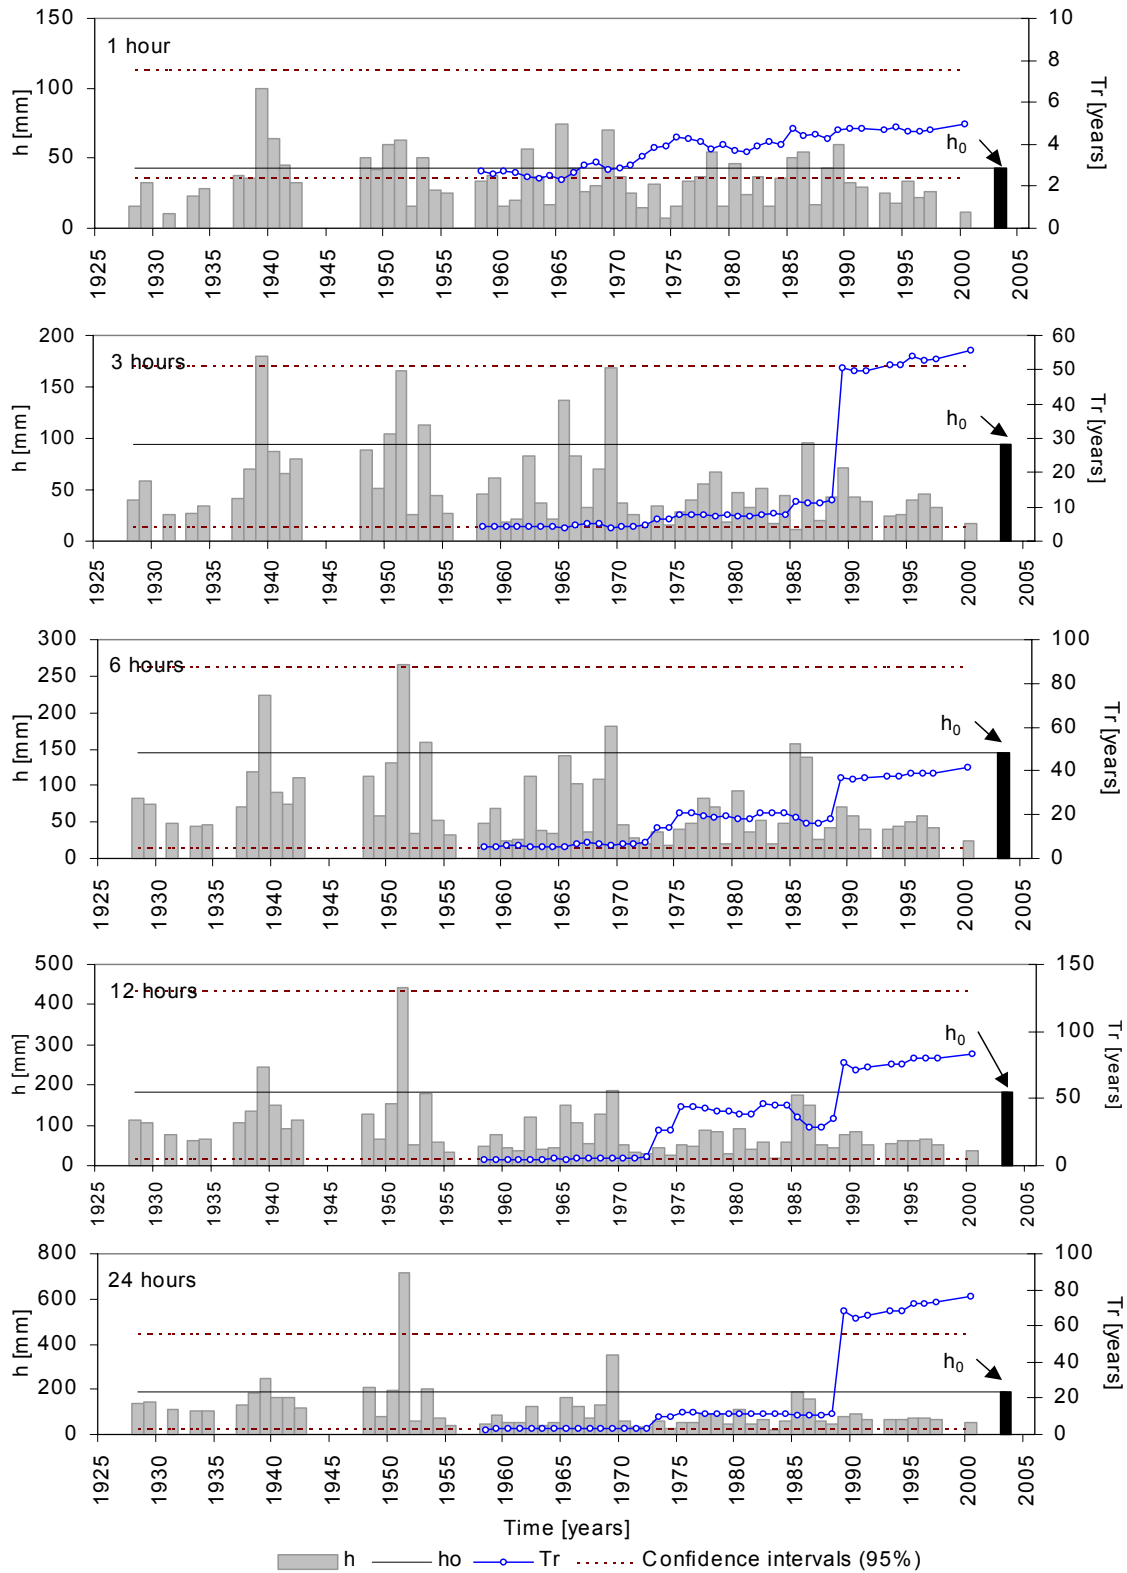 150 10
1 hour
8
100
h [mm] 6 Tr [years]
4
50 h0
2
0 0
1925 1930 1935 1940 1945 1950 1955 1960 1965 1970 1975 1980 1985 1990 1995 2000 2005
200 60
3 hours
50
150
40
h [mm] 100 h0 30 Tr [years]
20
50
10
0 0
1925 1930 1935 1940 1945 1950 1955 1960 1965 1970 1975 1980 1985 1990 1995 2000 2005
300 100
6 hours
250 80
200
h [mm] 150 h0 60 Tr [years]
100 40
50 20
0 0
1925 1930 1935 1940 1945 1950 1955 1960 1965 1970 1975 1980 1985 1990 1995 2000 2005
500 150
12 hours
400
h [mm] 300 h0 100 Tr [years]
200 50
100
0 0
1925 1930 1935 1940 1945 1950 1955 1960 1965 1970 1975 1980 1985 1990 1995 2000 2005
800 100
24 hours
600 80
h [mm] 400 60 Tr [years]
h0 40
200 20
0 0
1925 1930 1935 1940 1945 1950 1955 1960 1965 1970 1975 1980 1985 1990 1995 2000 2005
Time [years]
h ho Tr Confidence intervals (95%)